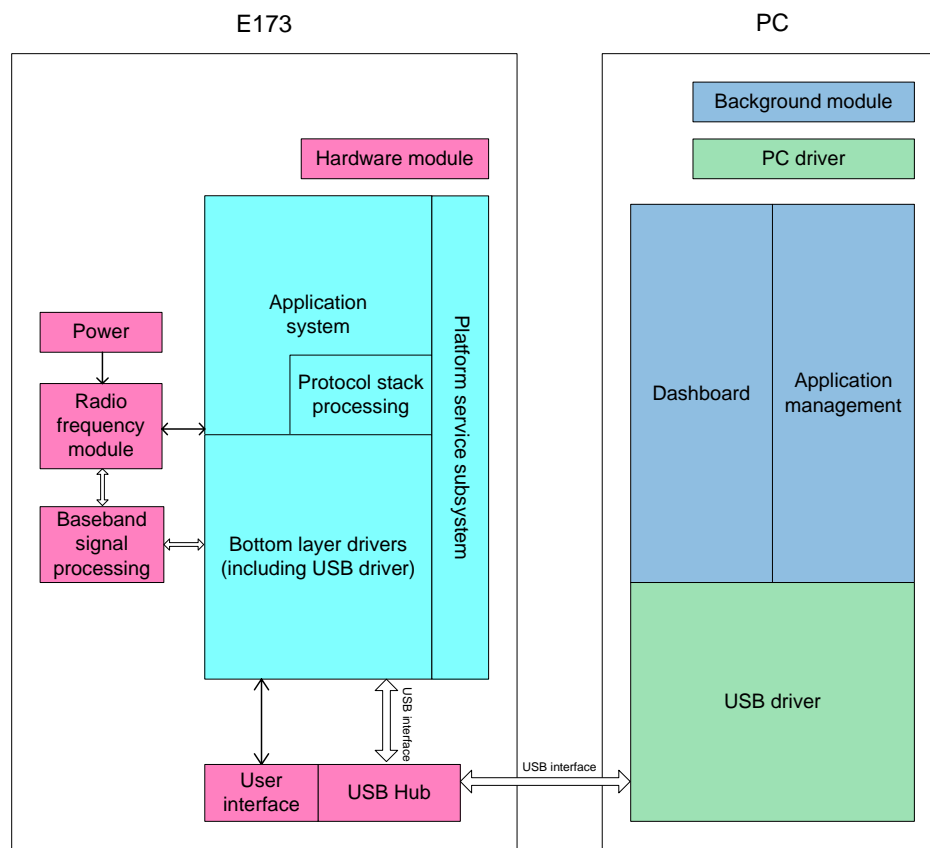 E173
PC
Background module
Hardware module
PC driver
Application
system
Platform service subsystem
Power
Protocol stack
processing
Dashboard
Application
management
Radio
frequency
module
Baseband
signal
processing
Bottom layer drivers
(including USB driver)
USB driver
USB interface
User
interface
USB Hub
USB interface